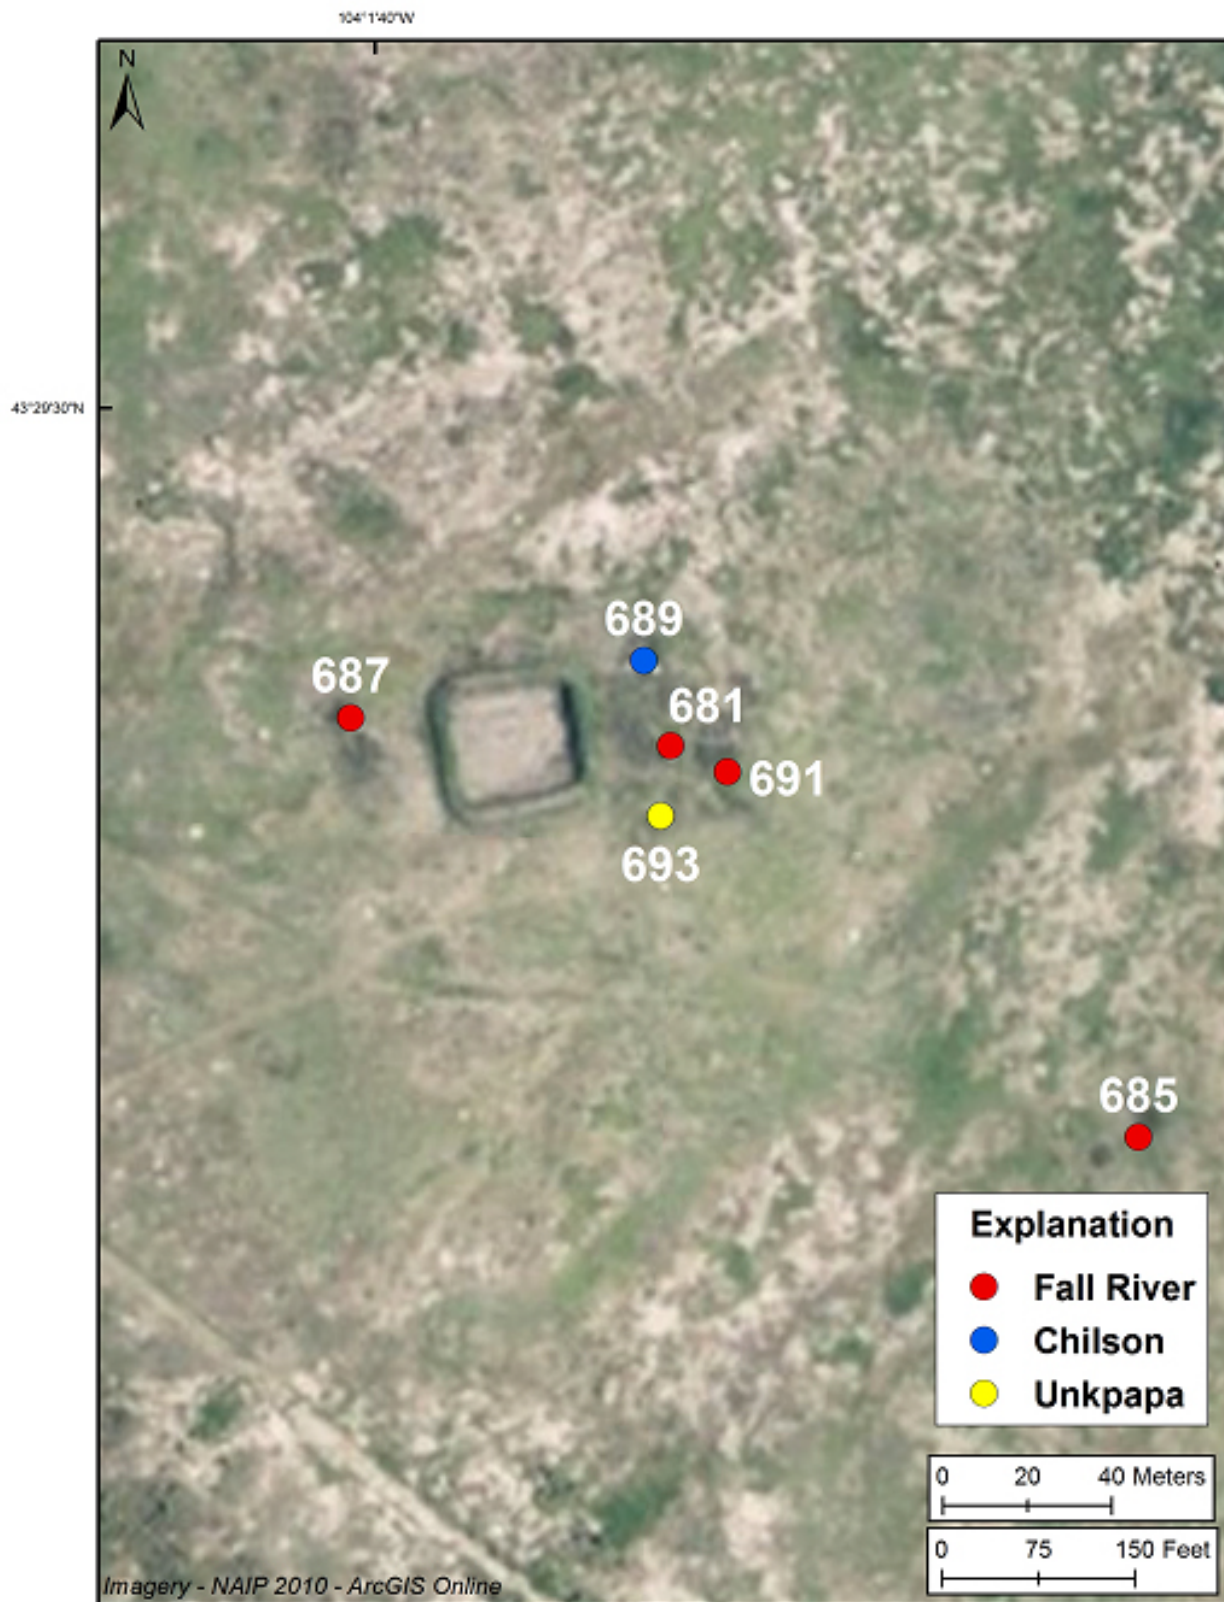 104°1'40"W
N
43°29'30"N
689
687
681
691
693
685
Explanation
Fall River
Chilson
Unkpapa
0 20 40 Meters
0 75 150 Feet
Imagery - NAIP 2010 - ArcGIS Online